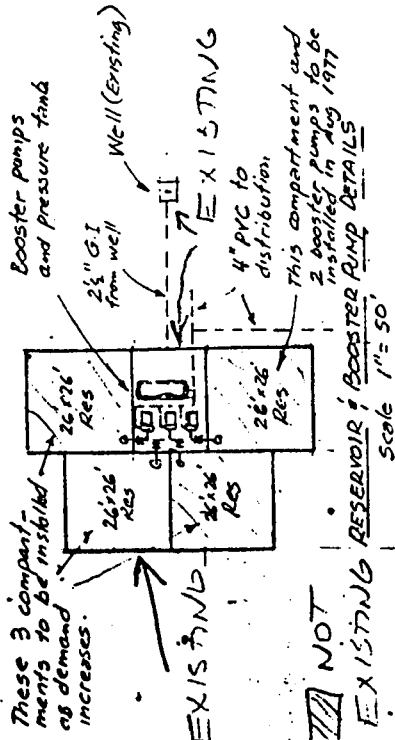 These 3 compart-
ments to be installed
as demand
increases.
Booster pumps
and pressure tank
Well (Existing)
2½" G.I
from well
EXISTING
26'x26'
Res
26'x26'
Res
26'x26'
Res
26'x26'
Res
4" PVC to
distribution.
This compartment and
2 booster pumps to be
installed in Aug 1977
EXISTING
NOT
EXISTING
RESERVOIR & BOOSTER PUMP DETAILS
Scale 1" = 50'